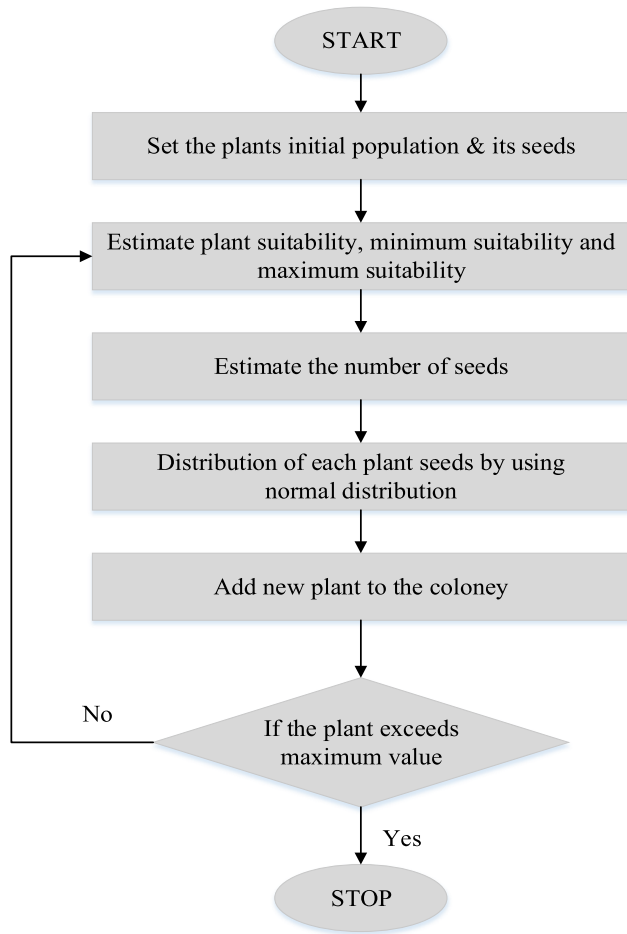 START
Set the plants initial population & its seeds
Estimate plant suitability, minimum suitability and
maximum suitability
Estimate the number of seeds
Distribution of each plant seeds by using
normal distribution
Add new plant to the coloney
No
If the plant exceeds
maximum value
Yes
STOP